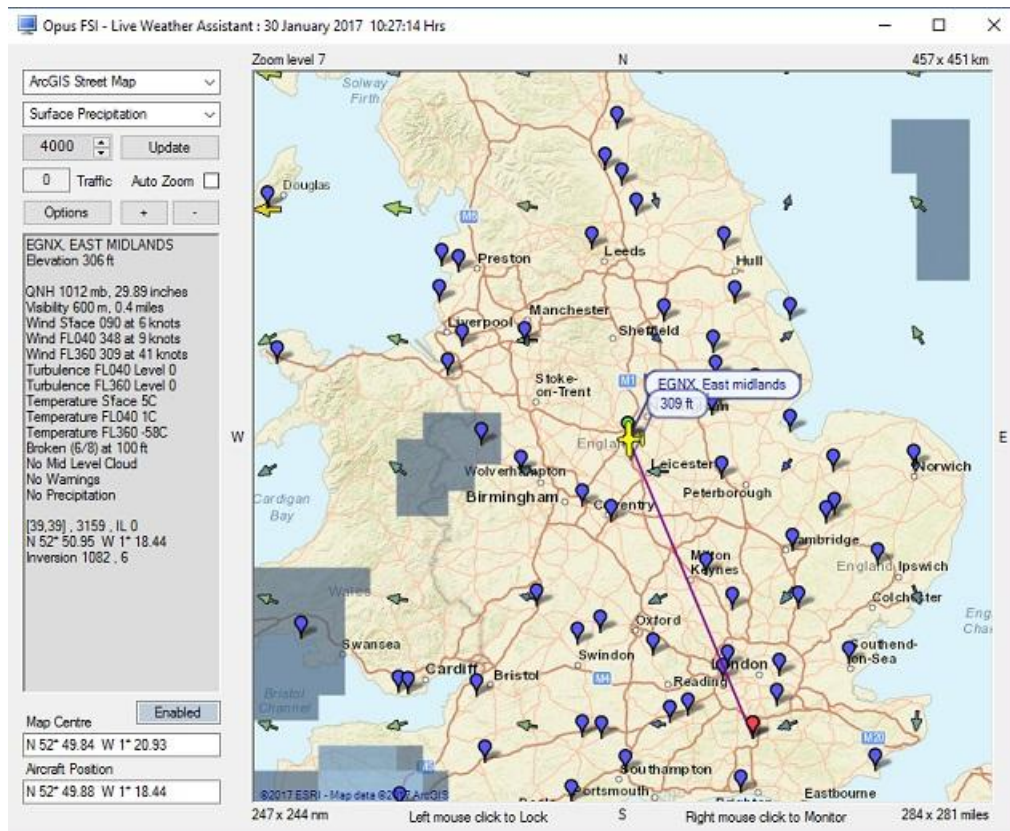 Opus FSI - Live Weather Assistant : 30 January 2017 10:27:14 Hrs
Zoom level 7
N
457 x 451 km
ArcGIS Street Map
Surface Precipitation
4000
Update
0
Traffic
Auto Zoom
Options
+
-
EGNX, EAST MIDLANDS
Elevation 306 ft
QNH 1012 mb, 29.89 inches
Visibility 600 m, 0.4 miles
Wind S'face 090 at 6 knots
Wind FL040 348 at 9 knots
Wind FL360 309 at 41 knots
Turbulence FL040 Level 0
Turbulence FL360 Level 0
Temperature S'face 5C
Temperature FL040 1C
Temperature FL360 -58C
Broken (6/8) at 100 ft
No Mid Level Cloud
No Warnings
No Precipitation
[39,39] , 3159 , IL 0
N 52* 50.95 W 1* 18.44
Inversion 1082 , 6
Map Centre
Enabled
N 52* 49.84 W 1* 20.93
Aircraft Position
N 52* 49.88 W 1* 18.44
W
E
Solway
Firth
Douglas
M6
Preston
Leeds
Hull
Manchester
Liverpool
Sheffield
Stoke-
on-Trent
M1
EGNX, East midlands
309 ft
England
Leicester
Wolverhampton
Norwich
Peterborough
Birmingham
Coventry
Cardigan
Bay
Cambridge
Milton
Keynes
England
Ipswich
Wales
Colchester
Oxford
Swansea
Swindon
Southend-
on-Sea
Cardiff
Bristol
M4
London
Reading
Bristol
Channel
M20
Southampton
Portsmouth
Brighton
Eastbourne
©2017 ESRI - Map data ©2017 ArcGIS
247 x 244 nm
Left mouse click to Lock
S
Right mouse click to Monitor
284 x 281 miles